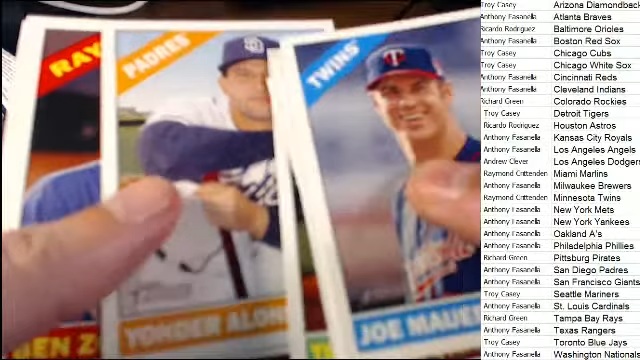 RAY
PADRES
TWINS
BEN Z
YONDER ALON
JOE MAUE
Troy Casey Arizona Diamondback
Anthony Fasanella Atlanta Braves
Ricardo Rodriguez Baltimore Orioles
Anthony Fasanella Boston Red Sox
Troy Casey Chicago Cubs
Troy Casey Chicago White Sox
Anthony Fasanella Cincinnati Reds
Anthony Fasanella Cleveland Indians
Richard Green Colorado Rockies
Troy Casey Detroit Tigers
Ricardo Rodriguez Houston Astros
Anthony Fasanella Kansas City Royals
Anthony Fasanella Los Angeles Angels
Andrew Clever Los Angeles Dodger
Raymond Crittenden Miami Marlins
Anthony Fasanella Milwaukee Brewers
Raymond Crittenden Minnesota Twins
Anthony Fasanella New York Mets
Anthony Fasanella New York Yankees
Anthony Fasanella Oakland A's
Anthony Fasanella Philadelphia Phillies
Richard Green Pittsburg Pirates
Anthony Fasanella San Diego Padres
Anthony Fasanella San Francisco Giants
Troy Casey Seattle Mariners
Anthony Fasanella St. Louis Cardinals
Richard Green Tampa Bay Rays
Anthony Fasanella Texas Rangers
Troy Casey Toronto Blue Jays
Anthony Fasanella Washington Nationals